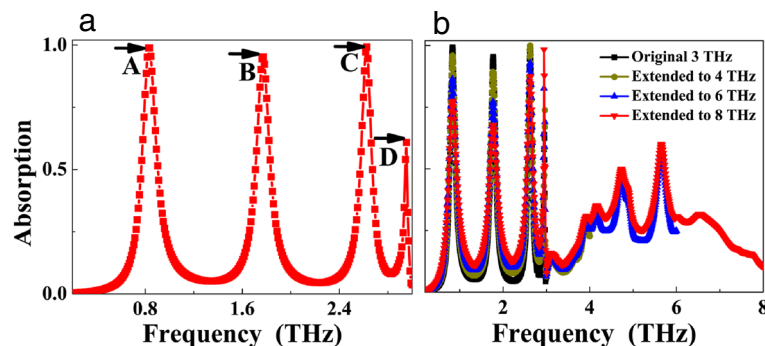 a
b
1.0
0.5
0.0
Absorption
A
B
C
D
0.8
1.6
2.4
Frequency (THz)
Original 3 THz
Extended to 4 THz
Extended to 6 THz
Extended to 8 THz
2
4
6
8
Frequency (THz)